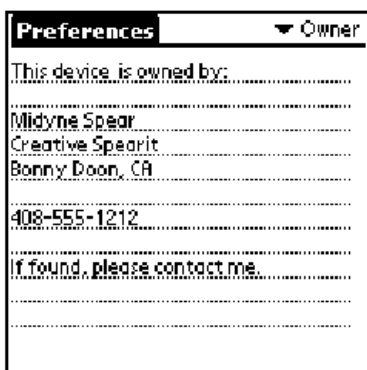 Preferences
Owner
This device is owned by:
Midyne Spear
Creative Spearit
Bonny Doon, CA
408-555-1212
If found, please contact me.